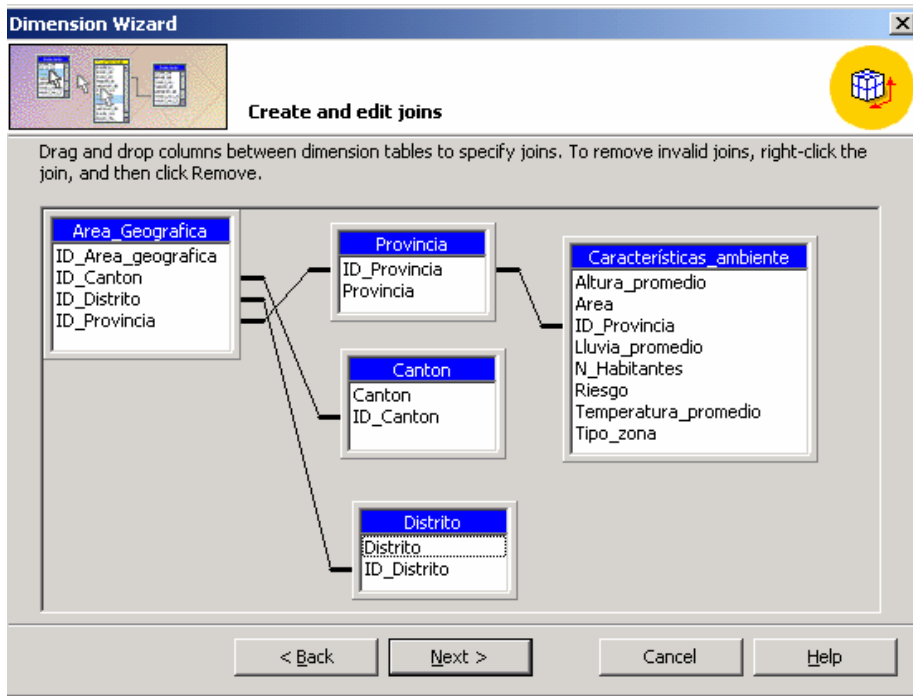 Dimension Wizard
Create and edit joins
Drag and drop columns between dimension tables to specify joins. To remove invalid joins, right-click the
join, and then click Remove.
Area_Geografica
ID_Area_geografica
ID_Canton
ID_Distrito
ID_Provincia
Provincia
ID_Provincia
Provincia
Canton
Canton
ID_Canton
Distrito
Distrito
ID_Distrito
Características_ambiente
Altura_promedio
Area
ID_Provincia
Lluvia_promedio
N_Habitantes
Riesgo
Temperatura_promedio
Tipo_zona
< Back
Next >
Cancel
Help